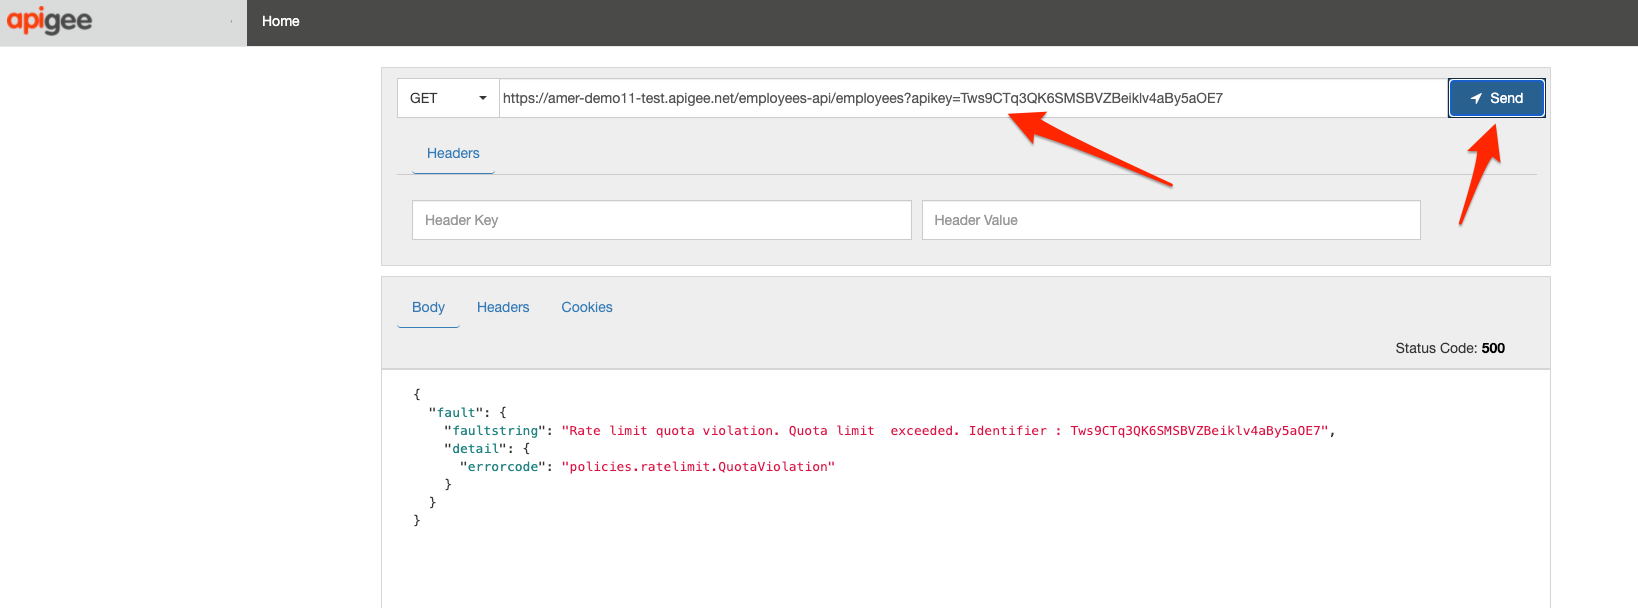 apigee
Home
GET
https://amer-demo11-test.apigee.net/employees-api/employees?apikey=Tws9CTq3QK6SMSBVZBeiklv4aBy5aOE7
Send
Headers
Header Key
Header Value
Body
Headers
Cookies
Status Code: 500
{
"fault": {
"faultstring": "Rate limit quota violation. Quota limit  exceeded. Identifier : Tws9CTq3QK6SMSBVZBeiklv4aBy5aOE7",
"detail": {
"errorcode": "policies.ratelimit.QuotaViolation"
}
}
}